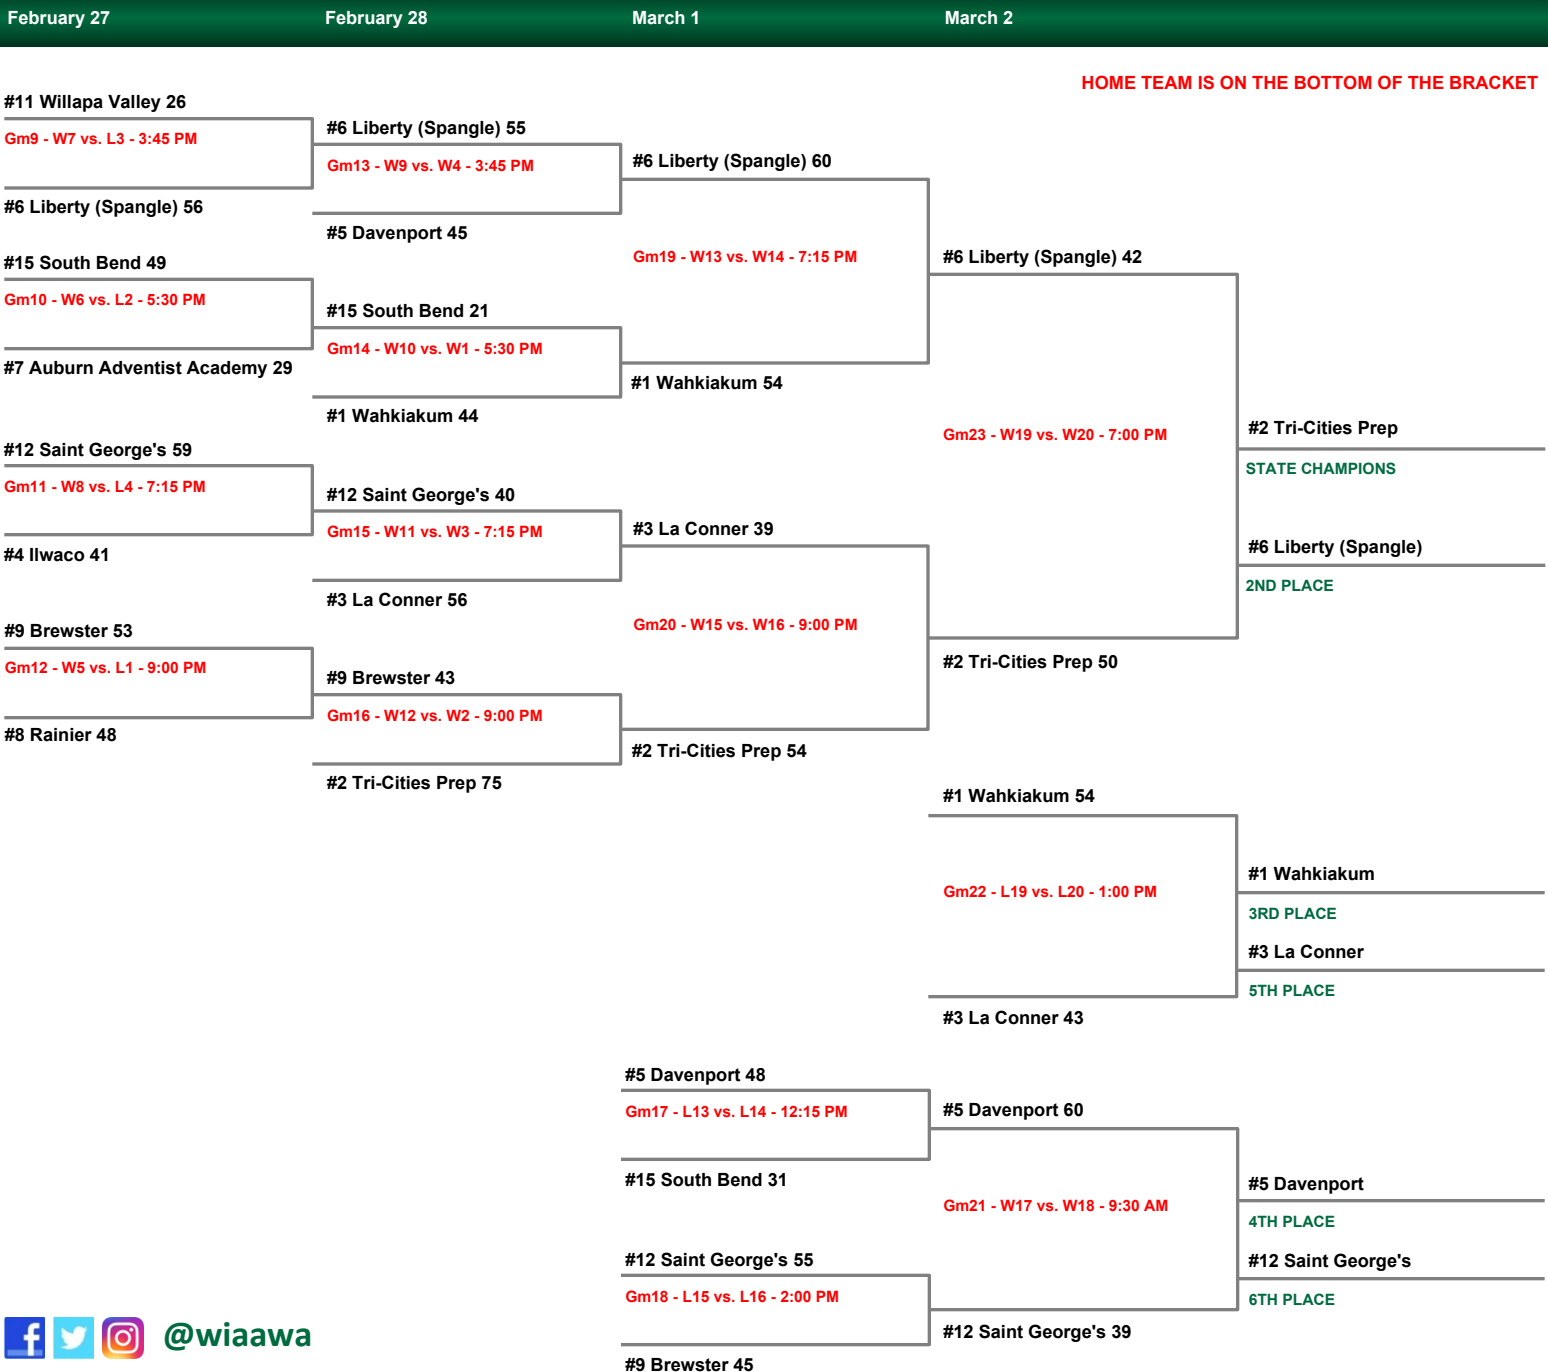 February 27
February 28
March 1
March 2
HOME TEAM IS ON THE BOTTOM OF THE BRACKET
#11 Willapa Valley 26
Gm9 - W7 vs. L3 - 3:45 PM
#6 Liberty (Spangle) 56
#15 South Bend 49
Gm10 - W6 vs. L2 - 5:30 PM
#7 Auburn Adventist Academy 29
#12 Saint George's 59
Gm11 - W8 vs. L4 - 7:15 PM
#4 Ilwaco 41
#9 Brewster 53
Gm12 - W5 vs. L1 - 9:00 PM
#8 Rainier 48
#6 Liberty (Spangle) 55
Gm13 - W9 vs. W4 - 3:45 PM
#5 Davenport 45
#15 South Bend 21
Gm14 - W10 vs. W1 - 5:30 PM
#1 Wahkiakum 44
#12 Saint George's 40
Gm15 - W11 vs. W3 - 7:15 PM
#3 La Conner 56
#9 Brewster 43
Gm16 - W12 vs. W2 - 9:00 PM
#2 Tri-Cities Prep 75
#6 Liberty (Spangle) 60
Gm19 - W13 vs. W14 - 7:15 PM
#1 Wahkiakum 54
#3 La Conner 39
Gm20 - W15 vs. W16 - 9:00 PM
#2 Tri-Cities Prep 54
#6 Liberty (Spangle) 42
Gm23 - W19 vs. W20 - 7:00 PM
#2 Tri-Cities Prep 50
#2 Tri-Cities Prep
STATE CHAMPIONS
#6 Liberty (Spangle)
2ND PLACE
#1 Wahkiakum 54
Gm22 - L19 vs. L20 - 1:00 PM
#3 La Conner 43
#1 Wahkiakum
3RD PLACE
#3 La Conner
5TH PLACE
#5 Davenport 48
Gm17 - L13 vs. L14 - 12:15 PM
#15 South Bend 31
#12 Saint George's 55
Gm18 - L15 vs. L16 - 2:00 PM
#9 Brewster 45
#5 Davenport 60
Gm21 - W17 vs. W18 - 9:30 AM
#12 Saint George's 39
#5 Davenport
4TH PLACE
#12 Saint George's
6TH PLACE
@wiaawa